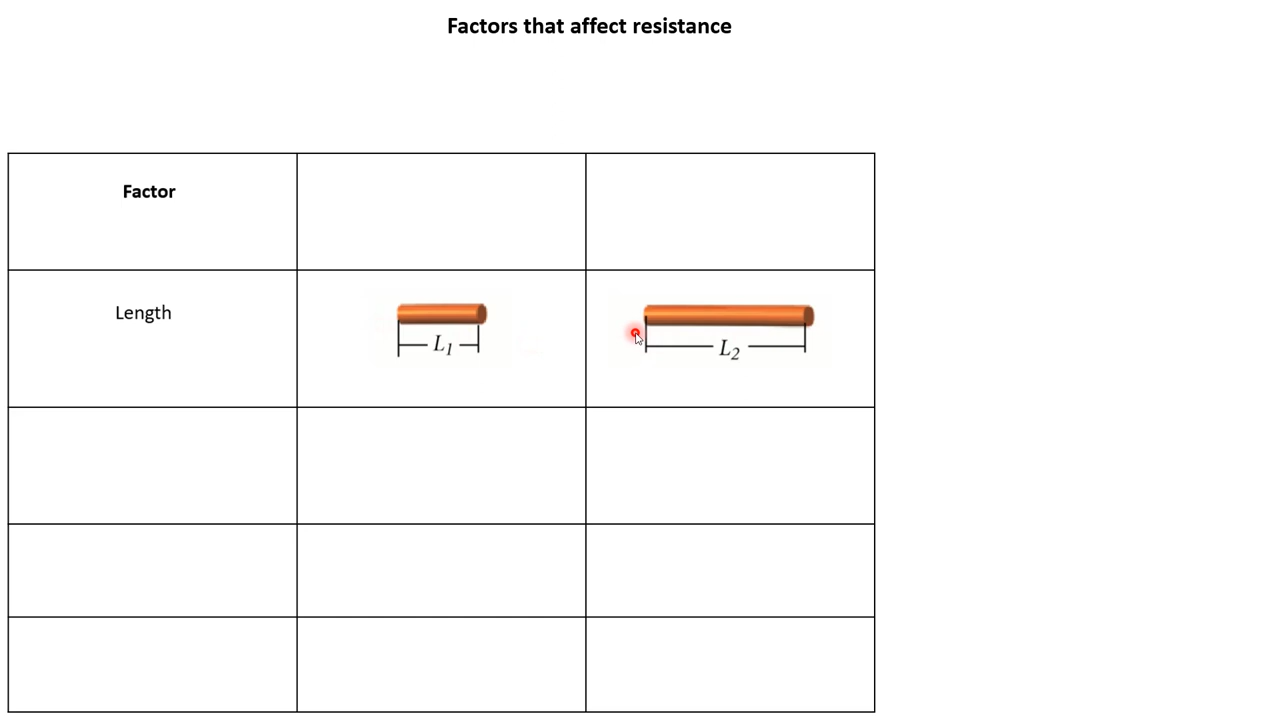 Factors that affect resistance
Factor
Length
L1
L2